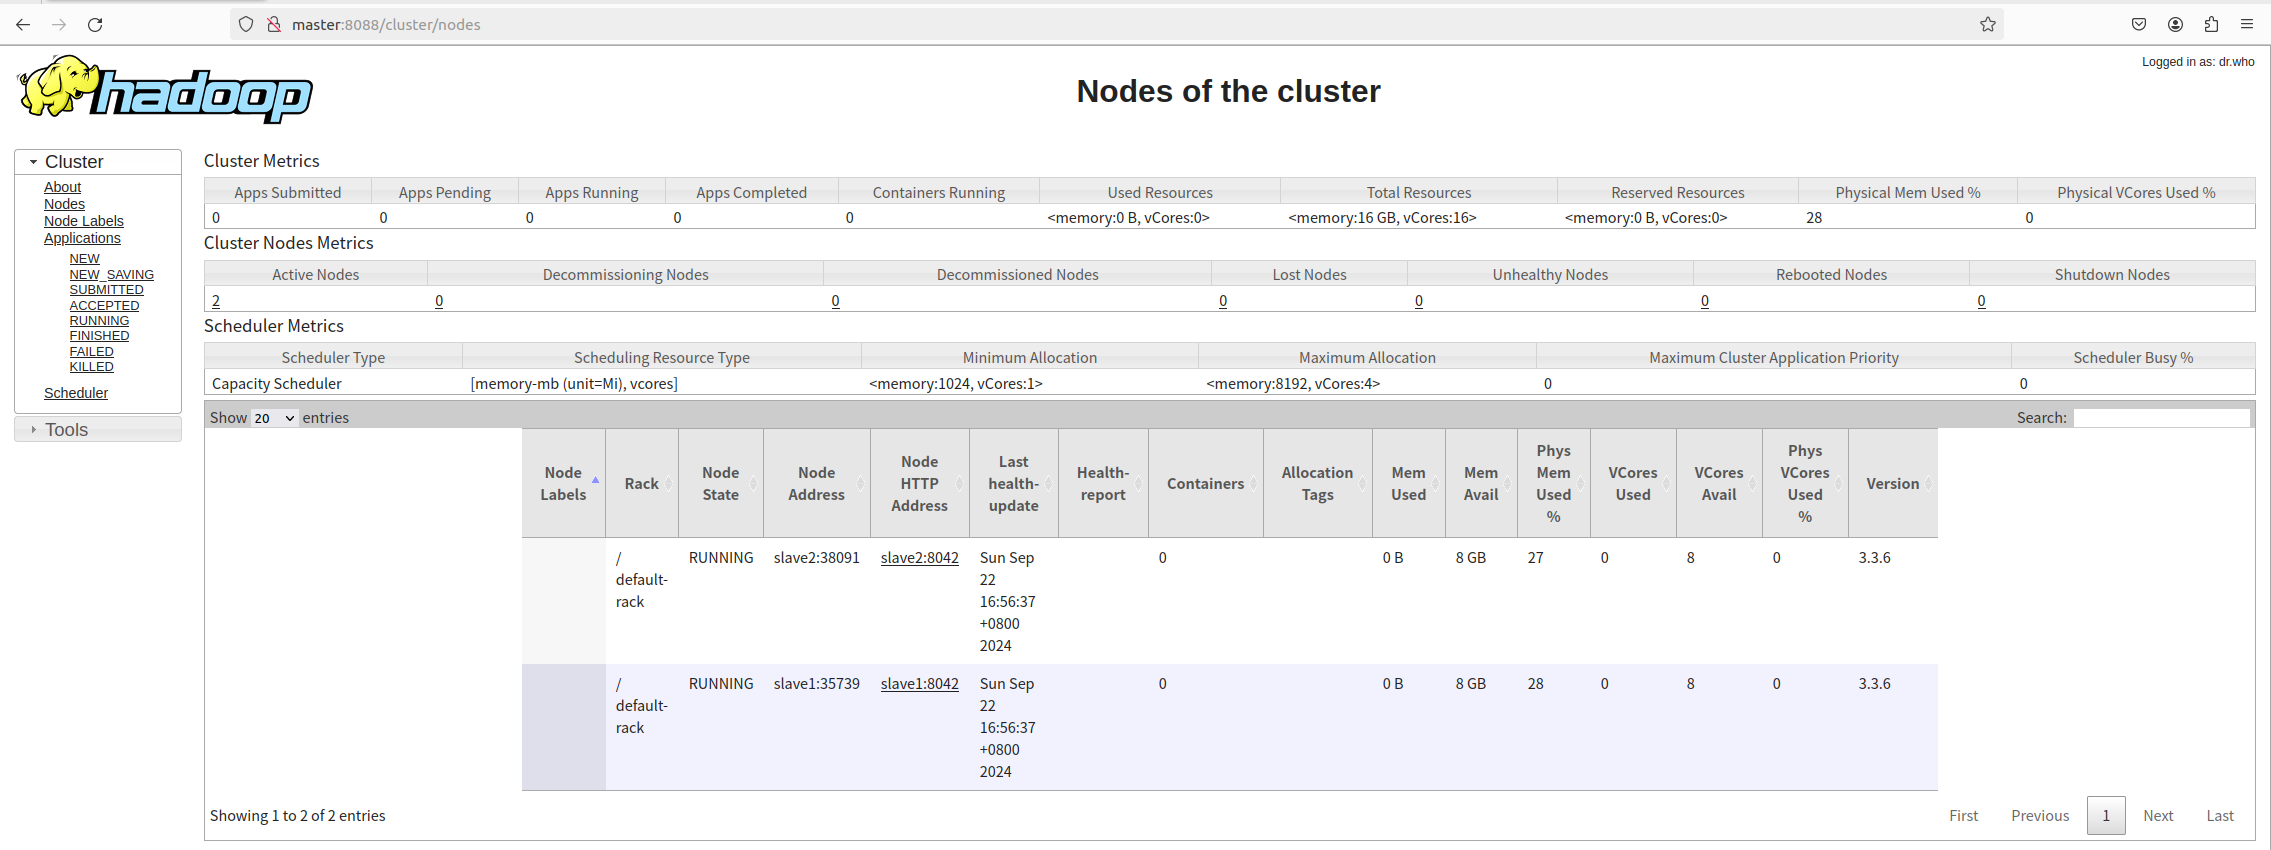 master:8088/cluster/nodes
Logged in as: dr.who
hadoop
Nodes of the cluster
Cluster
About
Nodes
Node Labels
Applications
NEW
NEW_SAVING
SUBMITTED
ACCEPTED
RUNNING
FINISHED
FAILED
KILLED
Scheduler
Tools
Cluster Metrics
Apps Submitted Apps Pending Apps Running Apps Completed Containers Running Used Resources Total Resources Reserved Resources Physical Mem Used % Physical VCores Used %
0 0 0 0 0 <memory:0 B, vCores:0> <memory:16 GB, vCores:16> <memory:0 B, vCores:0> 28 0
Cluster Nodes Metrics
Active Nodes Decommissioning Nodes Decommissioned Nodes Lost Nodes Unhealthy Nodes Rebooted Nodes Shutdown Nodes
2 0 0 0 0 0 0
Scheduler Metrics
Scheduler Type Scheduling Resource Type Minimum Allocation Maximum Allocation Maximum Cluster Application Priority Scheduler Busy %
Capacity Scheduler [memory-mb (unit=Mi), vcores] <memory:1024, vCores:1> <memory:8192, vCores:4> 0 0
Show 20 entries Search:
Node Labels Rack Node State Node Address Node HTTP Address Last health-update Health-report Containers Allocation Tags Mem Used Mem Avail Phys Mem Used % VCores Used VCores Avail Phys VCores Used % Version
/default-rack RUNNING slave2:38091 slave2:8042 Sun Sep 22 16:56:37 +0800 2024 0 0 B 8 GB 27 0 8 0 3.3.6
/default-rack RUNNING slave1:35739 slave1:8042 Sun Sep 22 16:56:37 +0800 2024 0 0 B 8 GB 28 0 8 0 3.3.6
Showing 1 to 2 of 2 entries First Previous 1 Next Last